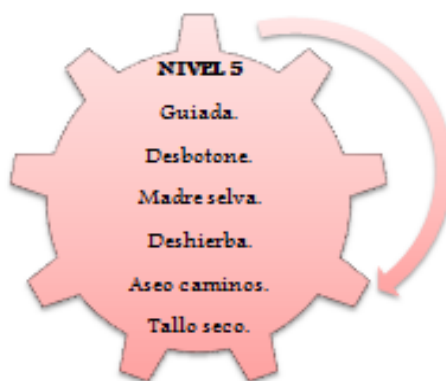 NIVEL 5
Guiada.
Desbotone.
Madre selva.
Deshierba.
Aseo caminos.
Tallo seco.